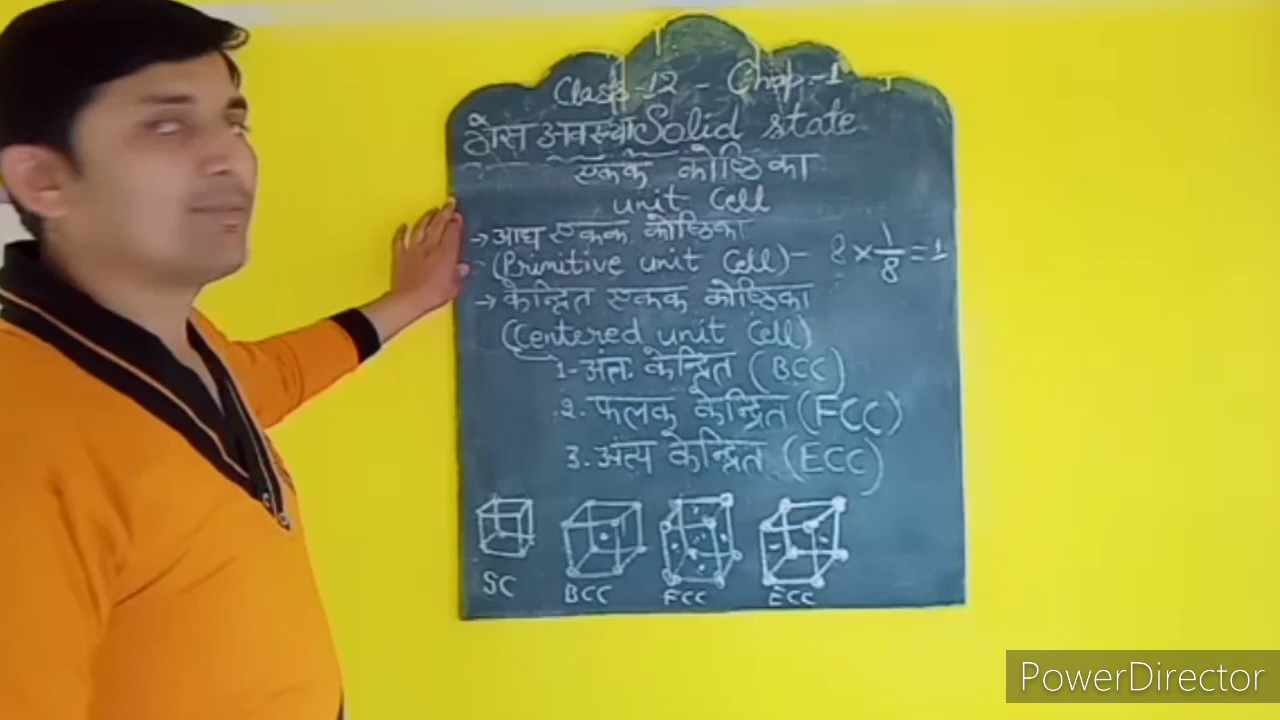 Class-12 - Chap.-1
ठोस अवस्था Solid state
एकक कोष्ठिका
unit Cell
→ आद्य एकक कोष्ठिका
(Primitive unit Cell)- 8 × 1/8 = 1
→ केन्द्रित एकक कोष्ठिका
(Centered unit Cell)
1- अंतः केन्द्रित (BCC)
2. फलक केन्द्रित (FCC)
3. अंत्य केन्द्रित (ECC)
SC BCC FCC ECC
PowerDirector